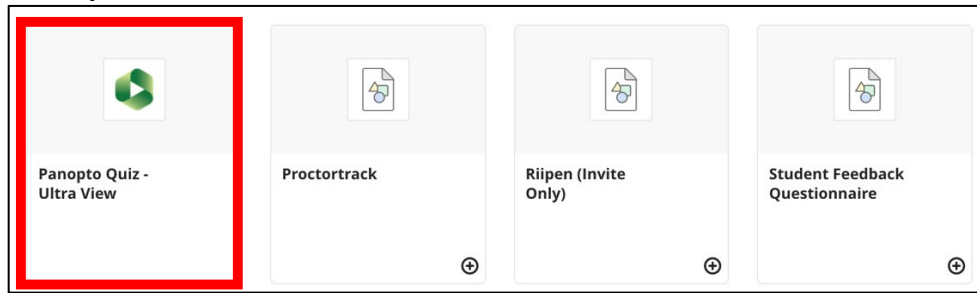 Panopto Quiz -
Ultra View
Proctortrack
Riipen (Invite
Only)
Student Feedback
Questionnaire